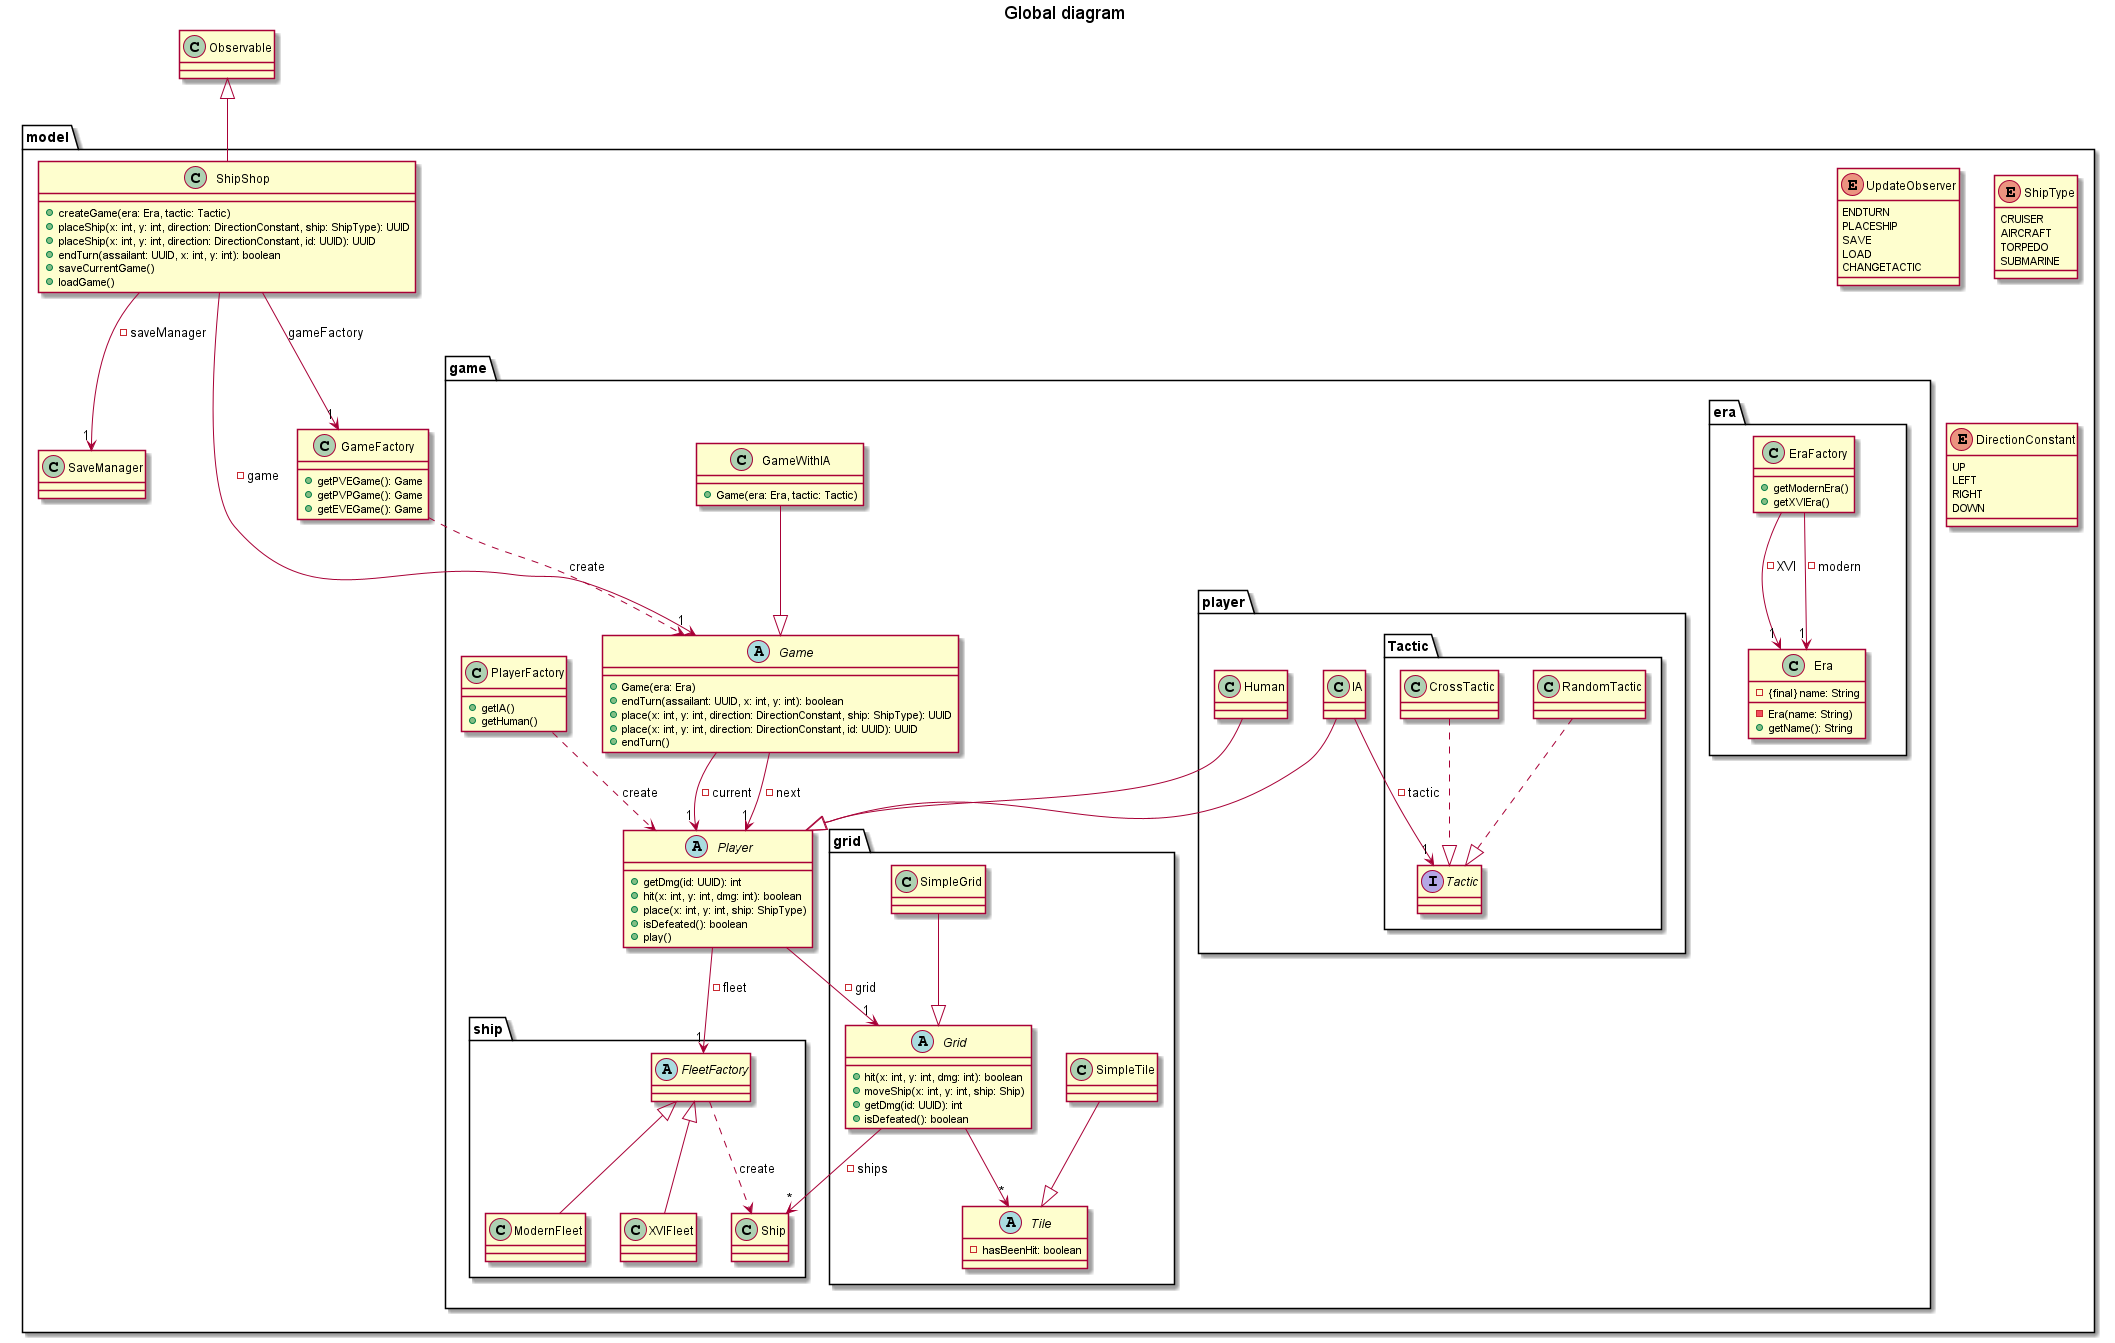 Global diagram
C Observable
model
C ShipShop
createGame(era: Era, tactic: Tactic)
placeShip(x: int, y: int, direction: DirectionConstant, ship: ShipType): UUID
placeShip(x: int, y: int, direction: DirectionConstant, id: UUID): UUID
endTurn(assailant: UUID, x: int, y: int): boolean
saveCurrentGame()
loadGame()
E UpdateObserver
ENDTURN
PLACESHIP
SAVE
LOAD
CHANGETACTIC
E ShipType
CRUISER
AIRCRAFT
TORPEDO
SUBMARINE
saveManager
gameFactory
1
1
game
C SaveManager
C GameFactory
getPVEGame(): Game
getPVPGame(): Game
getEVEGame(): Game
game
C GameWithIA
Game(era: Era, tactic: Tactic)
era
C EraFactory
getModernEra()
getXVIEra()
E DirectionConstant
UP
LEFT
RIGHT
DOWN
create
XVI
modern
1
1
1
C Era
{final} name: String
Era(name: String)
getName(): String
C PlayerFactory
getIA()
getHuman()
A Game
Game(era: Era)
endTurn(assailant: UUID, x: int, y: int): boolean
place(x: int, y: int, direction: DirectionConstant, ship: ShipType): UUID
place(x: int, y: int, direction: DirectionConstant, id: UUID): UUID
endTurn()
player
C Human
C IA
Tactic
C CrossTactic
C RandomTactic
create
current
next
tactic
1
1
1
I Tactic
A Player
getDmg(id: UUID): int
hit(x: int, y: int, dmg: int): boolean
place(x: int, y: int, ship: ShipType)
isDefeated(): boolean
play()
grid
C SimpleGrid
fleet
grid
1
1
ship
A FleetFactory
A Grid
hit(x: int, y: int, dmg: int): boolean
moveShip(x: int, y: int, ship: Ship)
getDmg(id: UUID): int
isDefeated(): boolean
C SimpleTile
create
ships
*
*
C ModernFleet
C XVIFleet
C Ship
A Tile
hasBeenHit: boolean